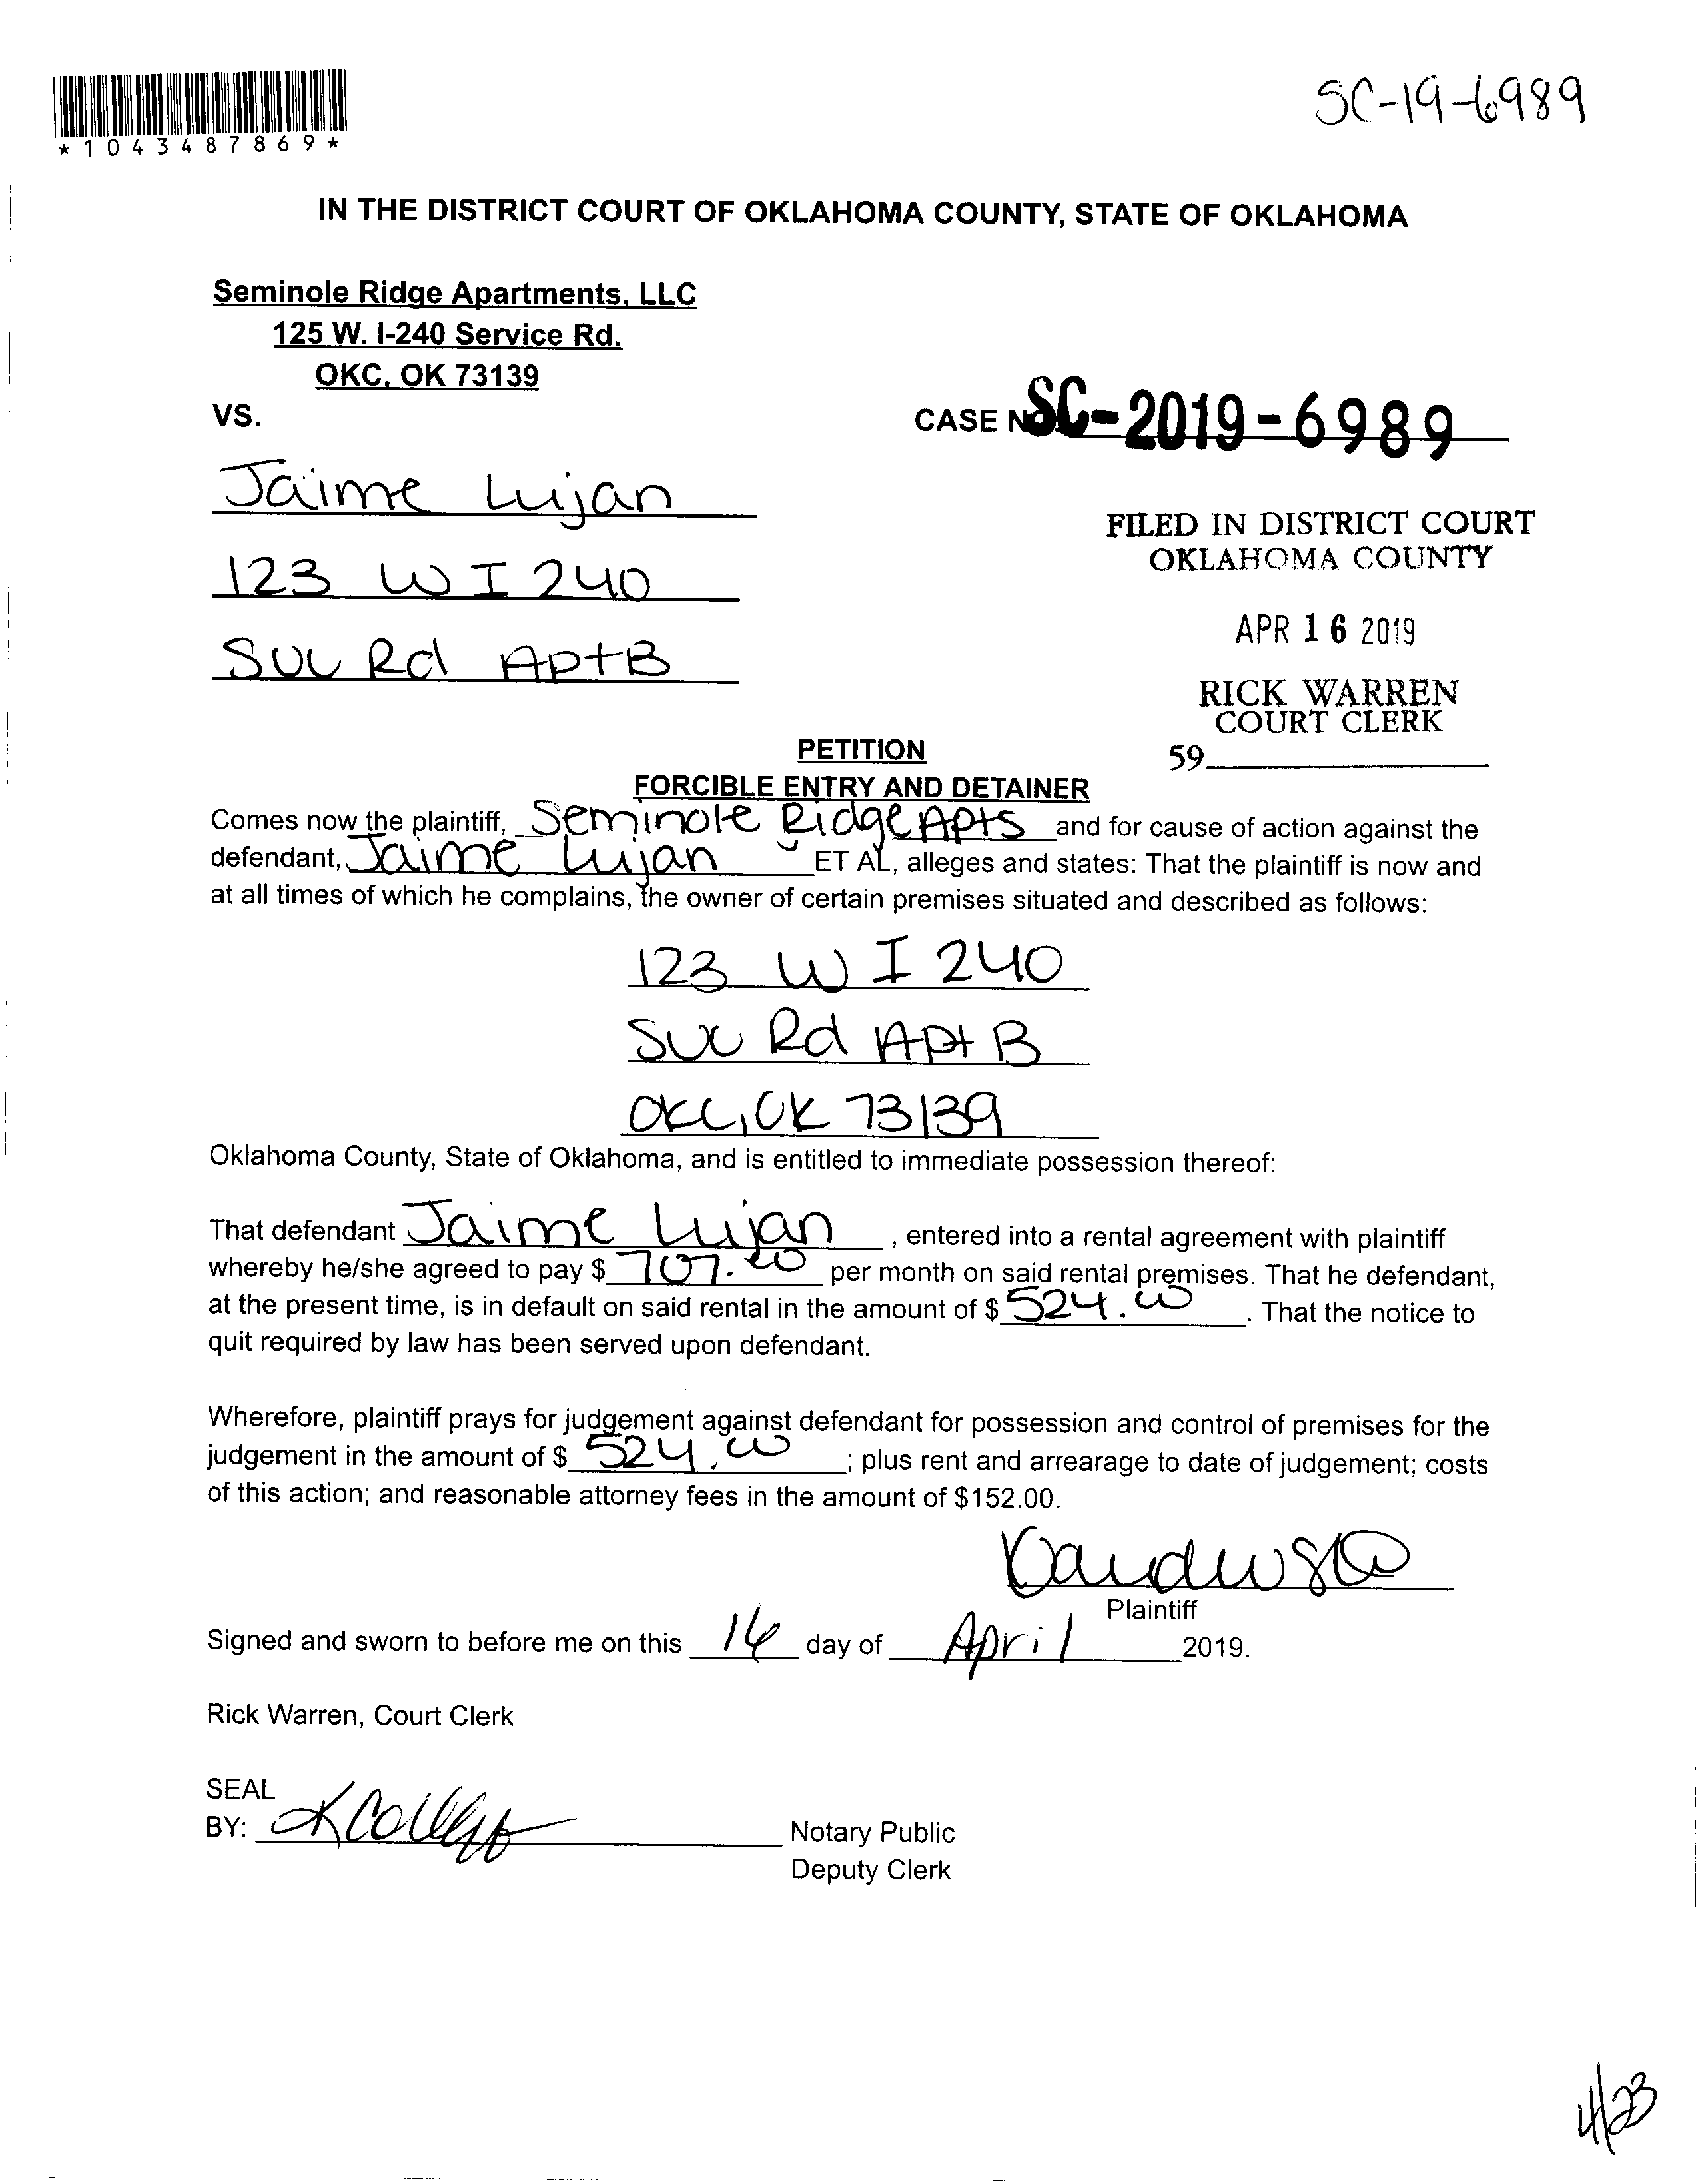 SC-19-6989
*1043487869*
IN THE DISTRICT COURT OF OKLAHOMA COUNTY, STATE OF OKLAHOMA
Seminole Ridge Apartments, LLC
125 W. I-240 Service Rd.
OKC, OK 73139
VS.
CASE NO. SC-2019-6989
Jaime Lujan
123 W I 240
SVC Rd Apt B
FILED IN DISTRICT COURT
OKLAHOMA COUNTY
APR 16 2019
RICK WARREN
COURT CLERK
59
PETITION
FORCIBLE ENTRY AND DETAINER
Comes now the plaintiff, Seminole Ridge Apts and for cause of action against the
defendant, Jaime Lujan ET AL, alleges and states: That the plaintiff is now and
at all times of which he complains, the owner of certain premises situated and described as follows:
123 W I 240
SVC Rd Apt B
OKC, OK 73139
Oklahoma County, State of Oklahoma, and is entitled to immediate possession thereof:
That defendant Jaime Lujan, entered into a rental agreement with plaintiff
whereby he/she agreed to pay $ 707.00 per month on said rental premises. That he defendant,
at the present time, is in default on said rental in the amount of $ 524.00. That the notice to
quit required by law has been served upon defendant.
Wherefore, plaintiff prays for judgement against defendant for possession and control of premises for the
judgement in the amount of $ 524.00; plus rent and arrearage to date of judgement; costs
of this action; and reasonable attorney fees in the amount of $152.00.
Plaintiff
Signed and sworn to before me on this 16 day of April 2019.
Rick Warren, Court Clerk
SEAL
BY:
Notary Public
Deputy Clerk
4/23